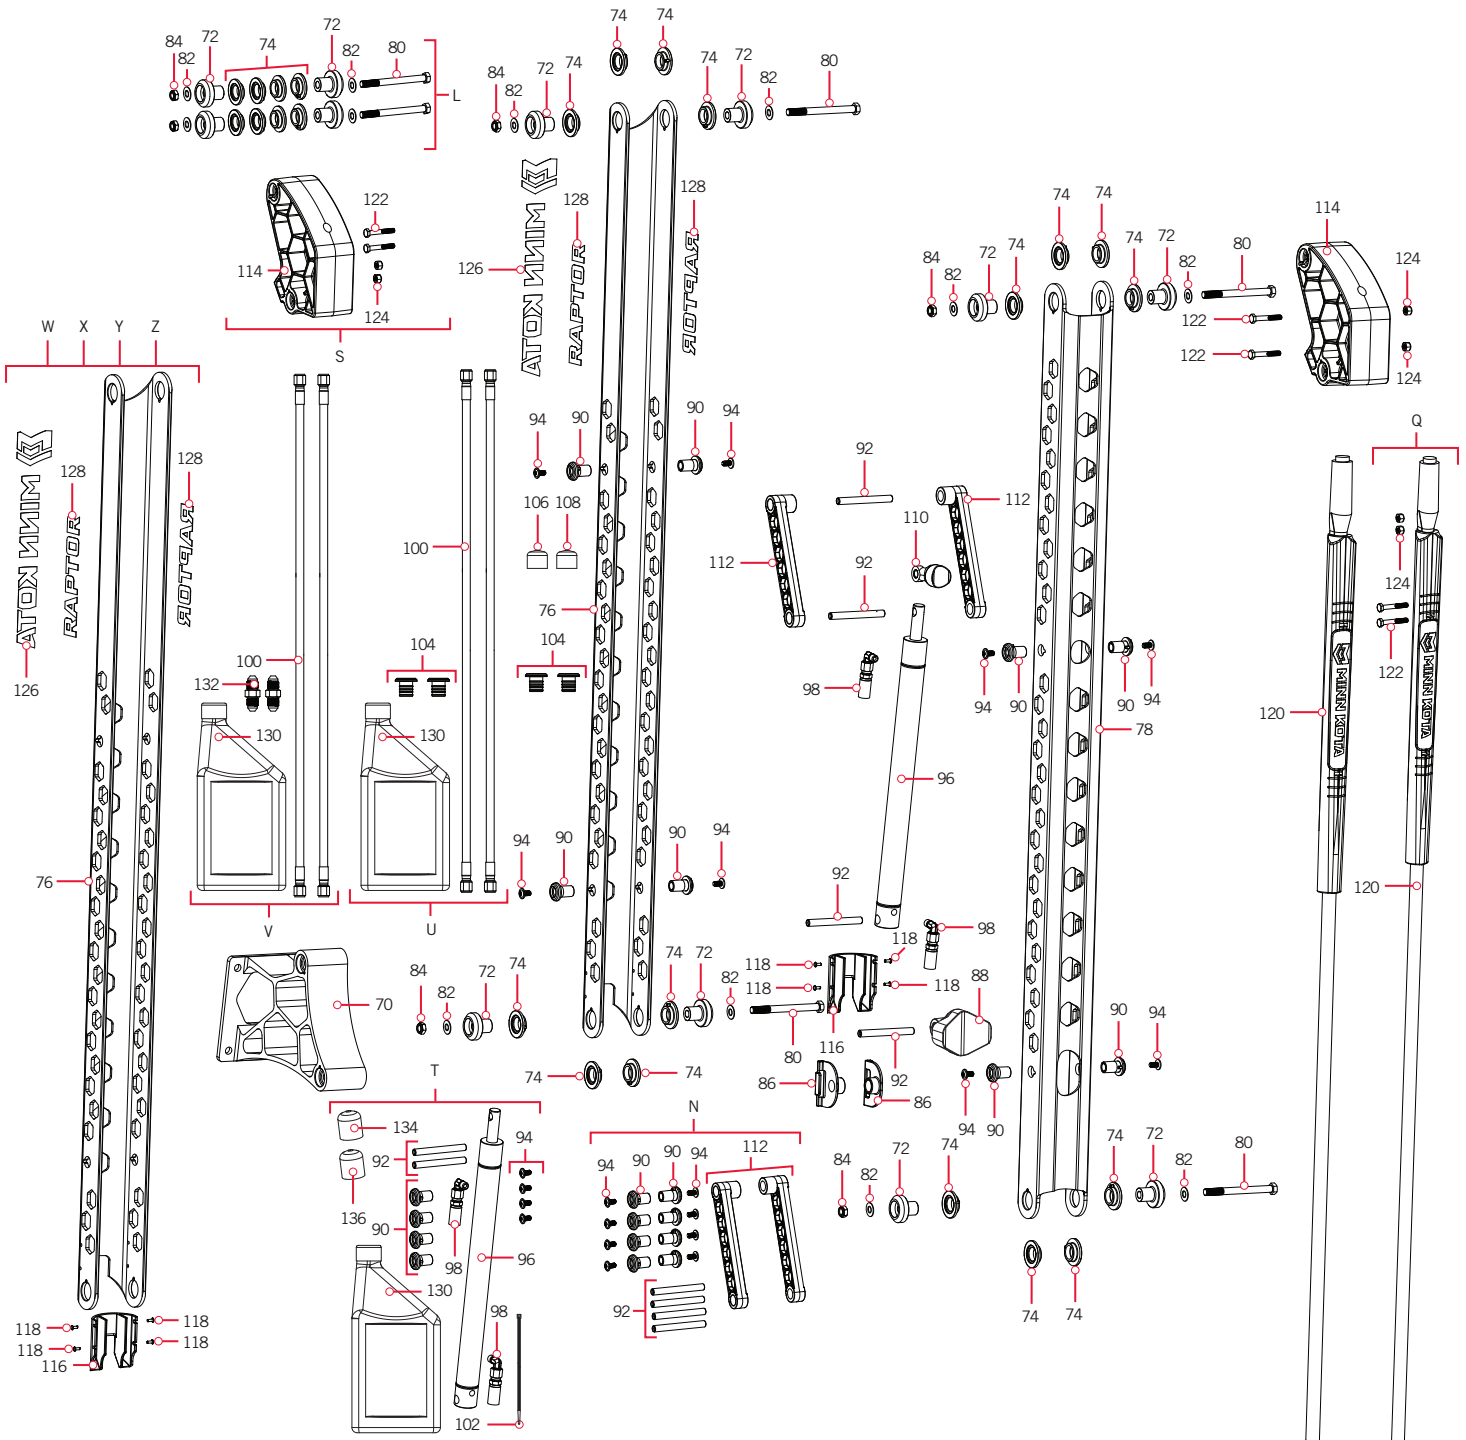 74 74
84 82 72 74 72 82 80 L
84 82 72 74 74 72 82 80
122
114
124
S
MINN KOTA
126
128
RAPTOR
128
RAPTOR
74 74
84 82 72 74 74 72 82 80
114
124
122
122
124
W X Y Z
MINN KOTA
126
128
RAPTOR
128
RAPTOR
94 90 90 94
106 108
100
76
104
104
100
132
130
130
92
112
110
112
92
98
96
94 90 90 94
78
Q
124
122
MINN KOTA
MINN KOTA
120
120
76
94 90 90 94
V
U
92
98
118 118
118 118
116
88
70
84 82 72 74 74 72 82
80
92
86
86
74 74
94 90 90 94
T
134
92
94
136
90
98
96
130
98
102
N
94 90 90 94 112
92
84 82 72 74 74 72 82 80
74 74
118 118
118 118
116